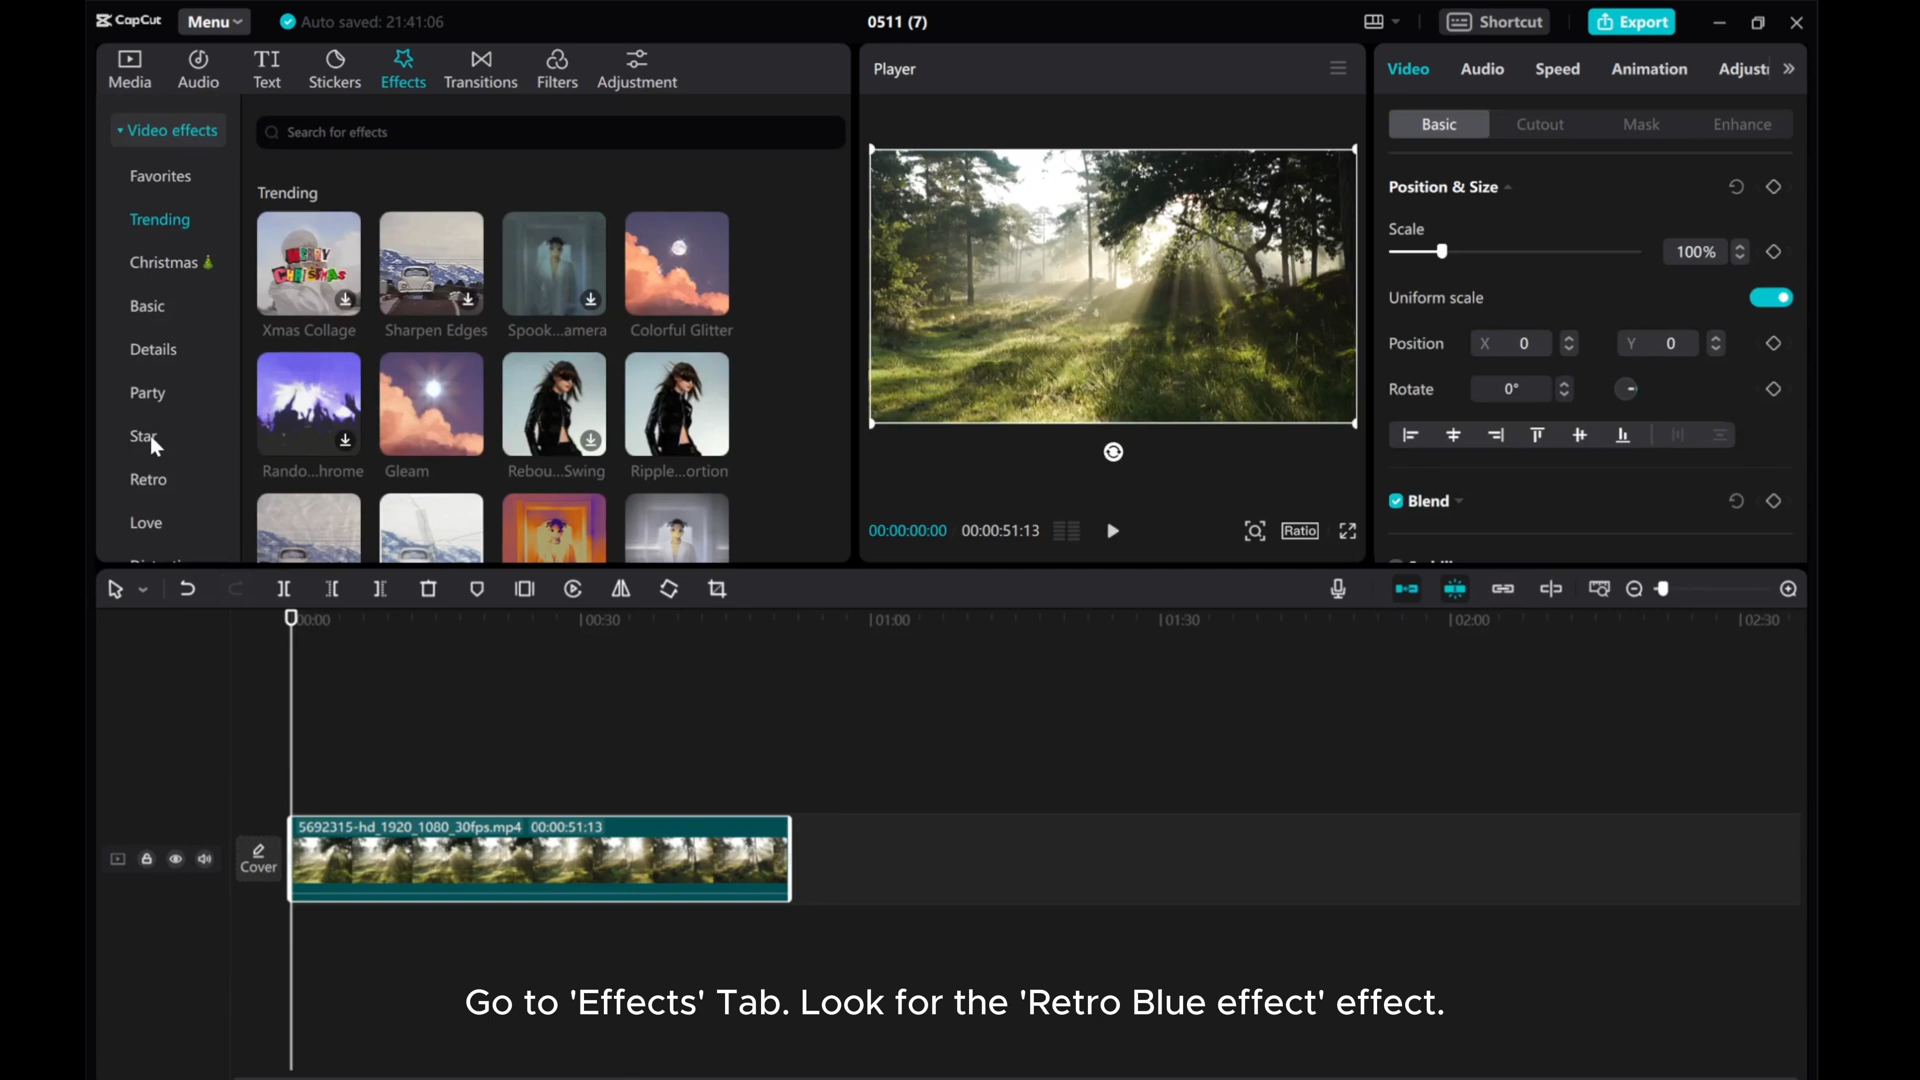 CapCut Menu Auto saved: 21:41:06 0511 (7) Shortcut Export
Media Audio Text Stickers Effects Transitions Filters Adjustment
Video effects
Favorites
Trending
Christmas
Basic
Details
Party
Star
Retro
Love
Search for effects
Trending
Xmas Collage Sharpen Edges Spook...amera Colorful Glitter
Rando...hrome Gleam Rebou...Swing Ripple...ortion
MERRY
CHRISTMAS
Player
00:00:00:00 00:00:51:13 Ratio
Video Audio Speed Animation Adjust
Basic Cutout Mask Enhance
Position & Size
Scale
100%
Uniform scale
Position X 0 Y 0
Rotate 0°
Blend
00:00 00:30 01:00 01:30 02:00 02:30
Cover
5692315-hd_1920_1080_30fps.mp4 00:00:51:13
Go to 'Effects' Tab. Look for the 'Retro Blue effect' effect.